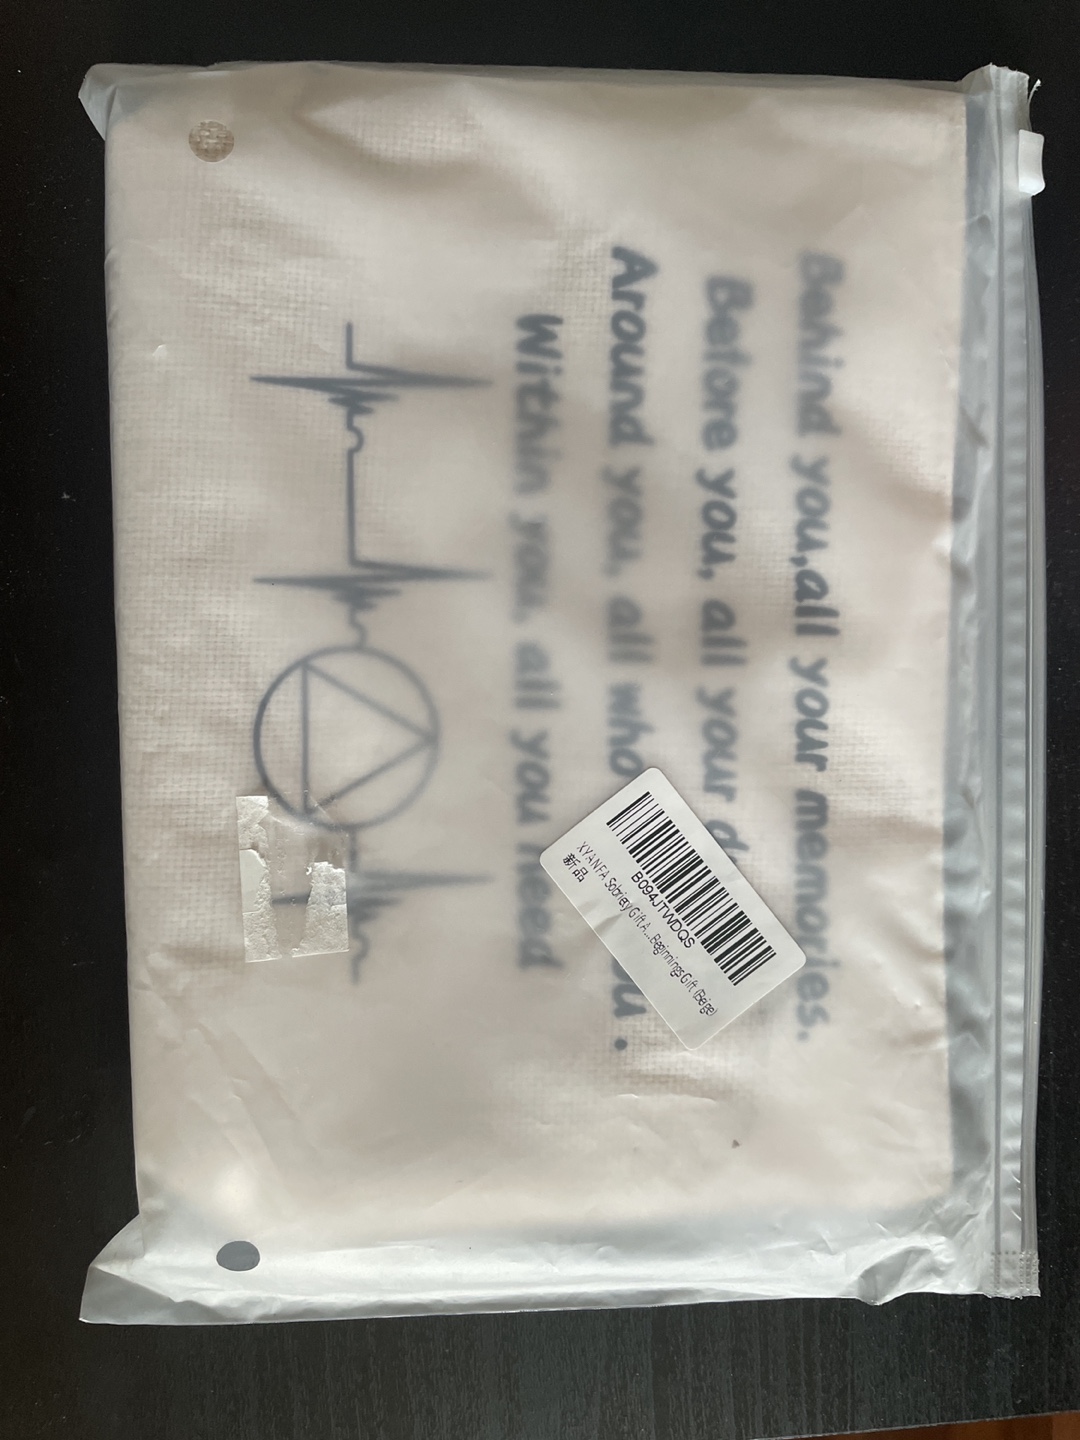 Behind you,all your memories.
Before you, all your
Around you, all who
Within you, all you need
B094JTWDQS
XYANFA Sobriety Gift A...Beginnings Gift (Beige)
新品